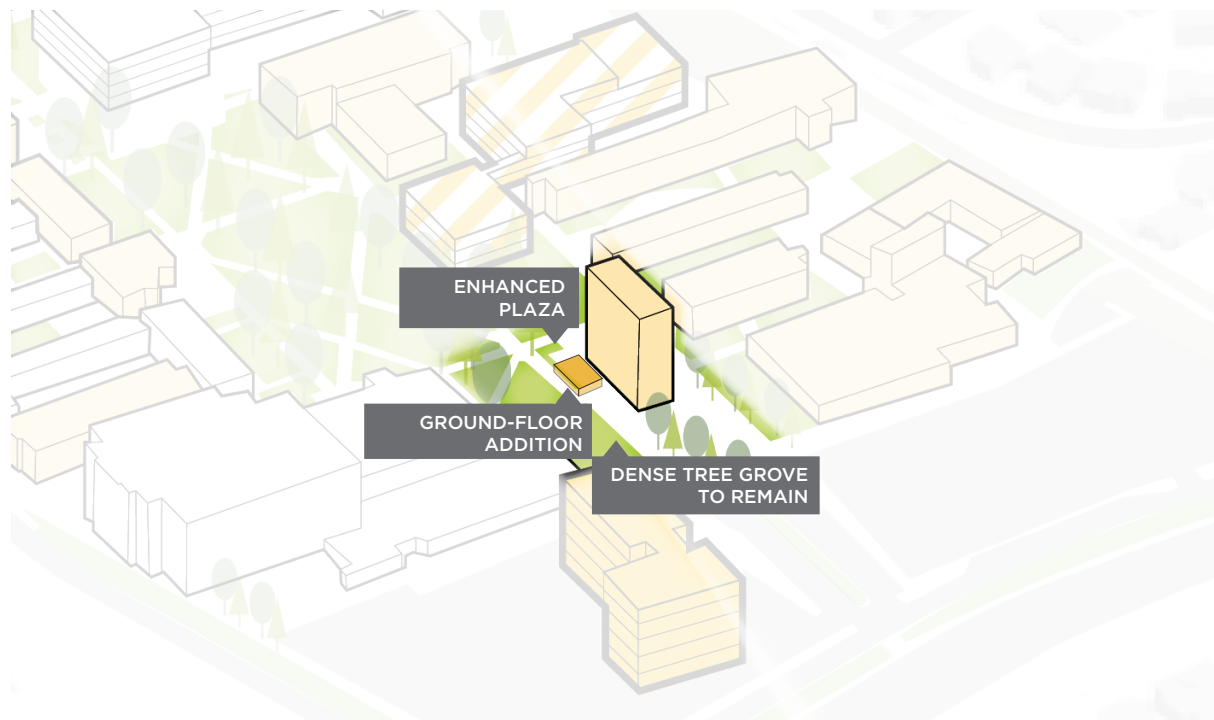 ENHANCED
PLAZA
GROUND-FLOOR
ADDITION
DENSE TREE GROVE
TO REMAIN